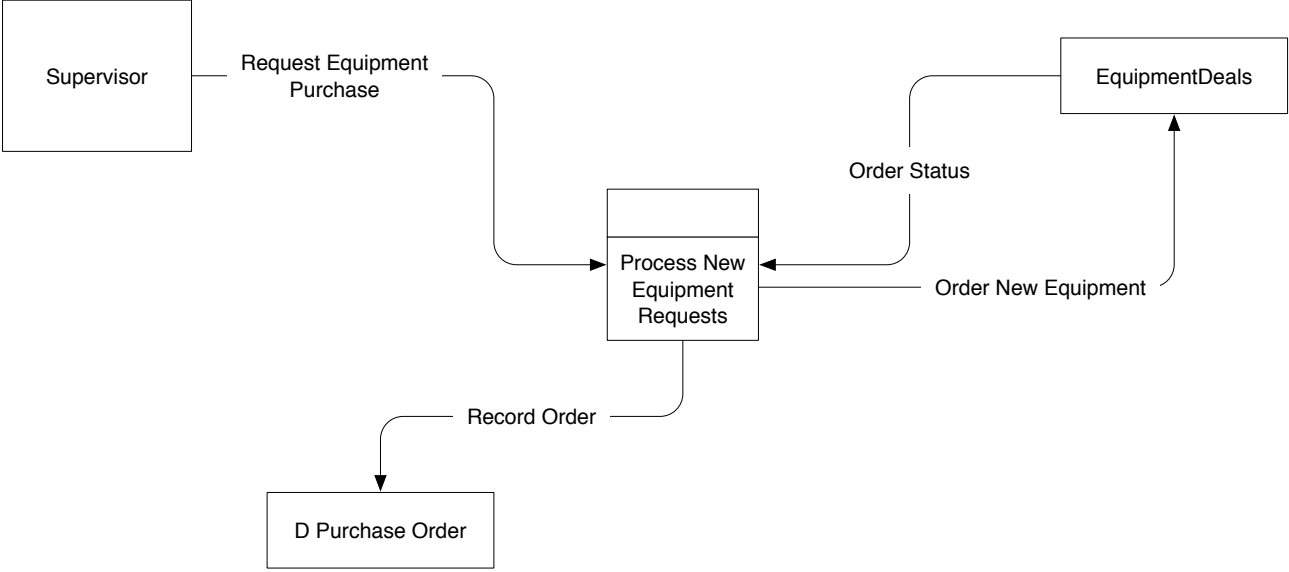 Supervisor
Request Equipment
Purchase
EquipmentDeals
Order Status
Process New
Equipment
Requests
Order New Equipment
Record Order
D Purchase Order